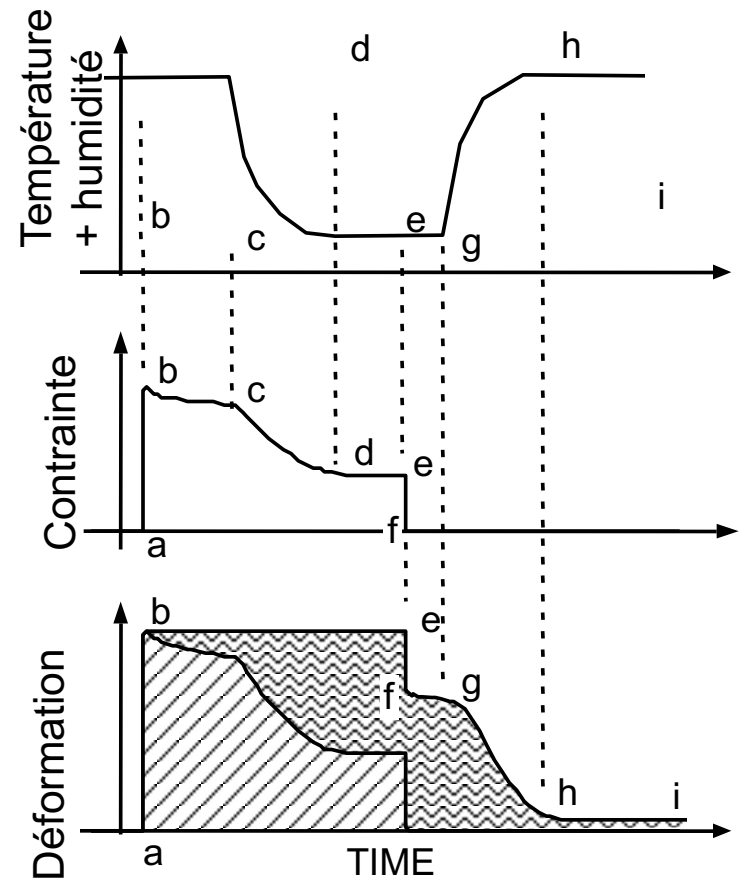 Température
+ humidité
d
h
b
c
e
g
i
Contrainte
b
c
d
e
f
a
Déformation
b
e
f
g
h
i
a
TIME